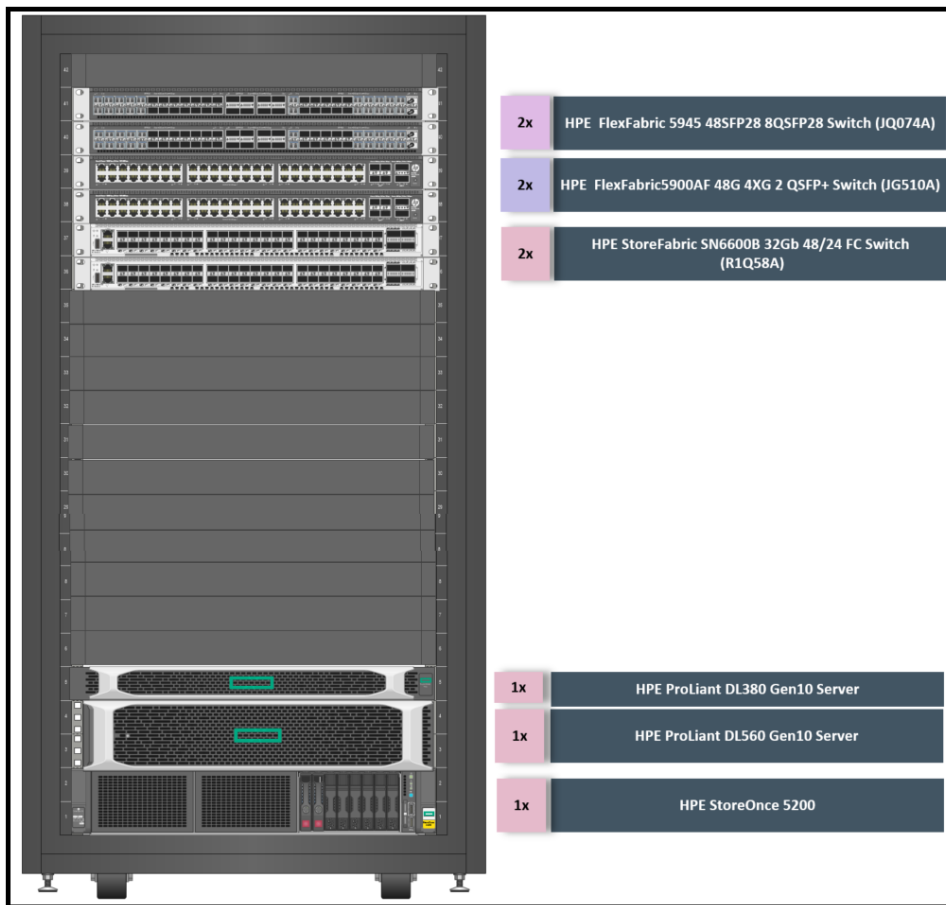 2x HPE  FlexFabric 5945 48SFP28 8QSFP28 Switch (JQ074A)
2x HPE  FlexFabric5900AF 48G 4XG 2 QSFP+ Switch (JG510A)
2x HPE StoreFabric SN6600B 32Gb 48/24 FC Switch
(R1Q58A)
1x HPE ProLiant DL380 Gen10 Server
1x HPE ProLiant DL560 Gen10 Server
1x HPE StoreOnce 5200